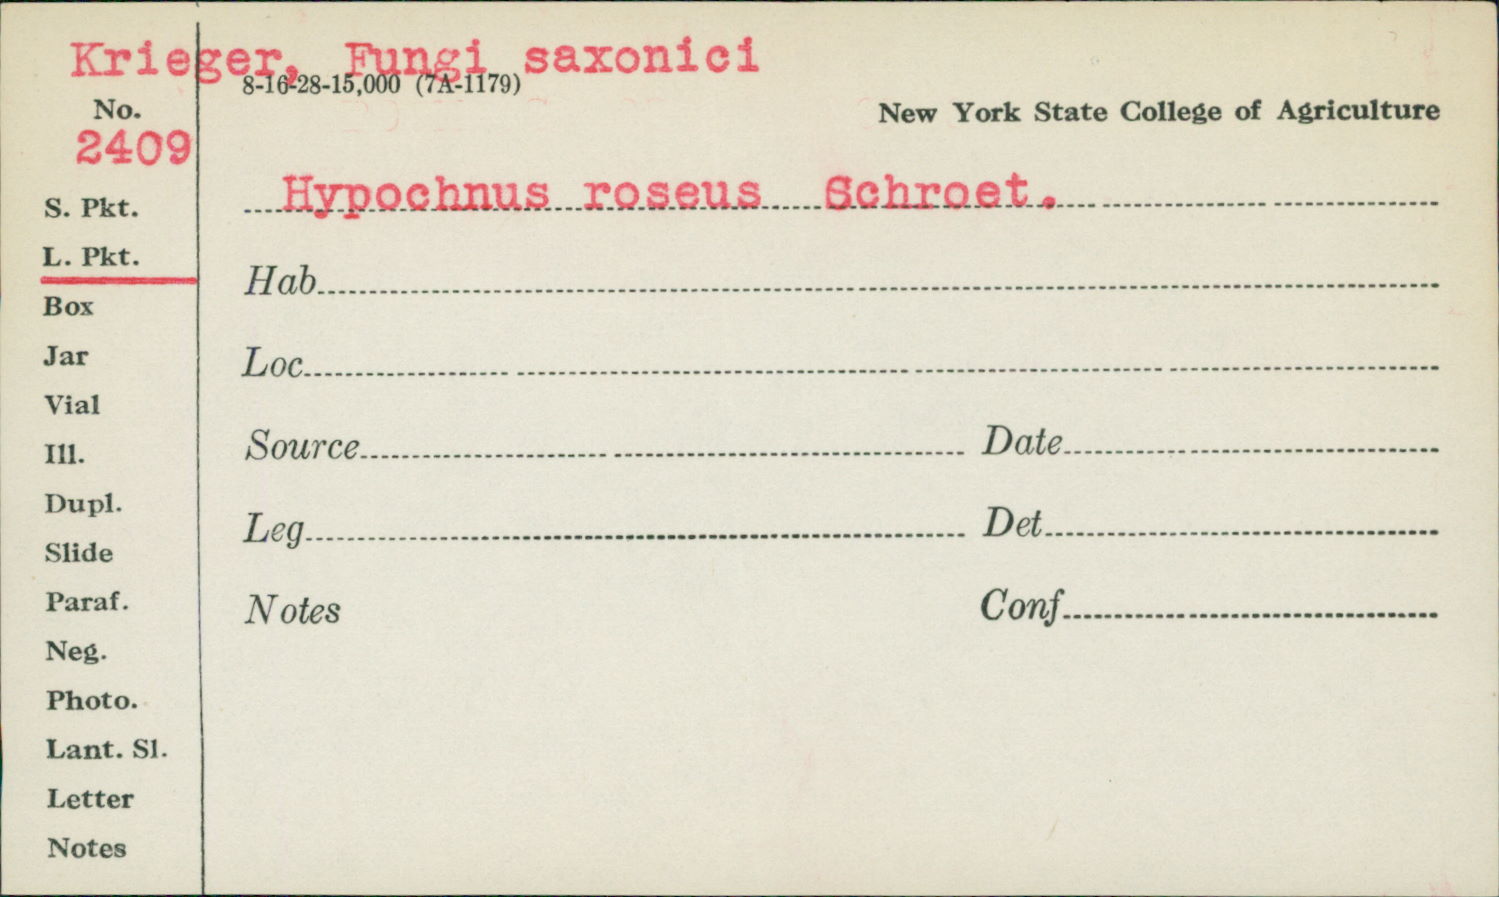 Krieger, Fungi saxonici
8-16-28-15,000 (7A-1179)
No.
New York State College of Agriculture
2409
Hypochnus roseus Schroet.
S. Pkt.
L. Pkt.
Hab
Box
Jar
Loc
Vial
Ill.
Source Date
Dupl.
Leg Det
Slide
Paraf.
Notes Conf
Neg.
Photo.
Lant. Sl.
Letter
Notes